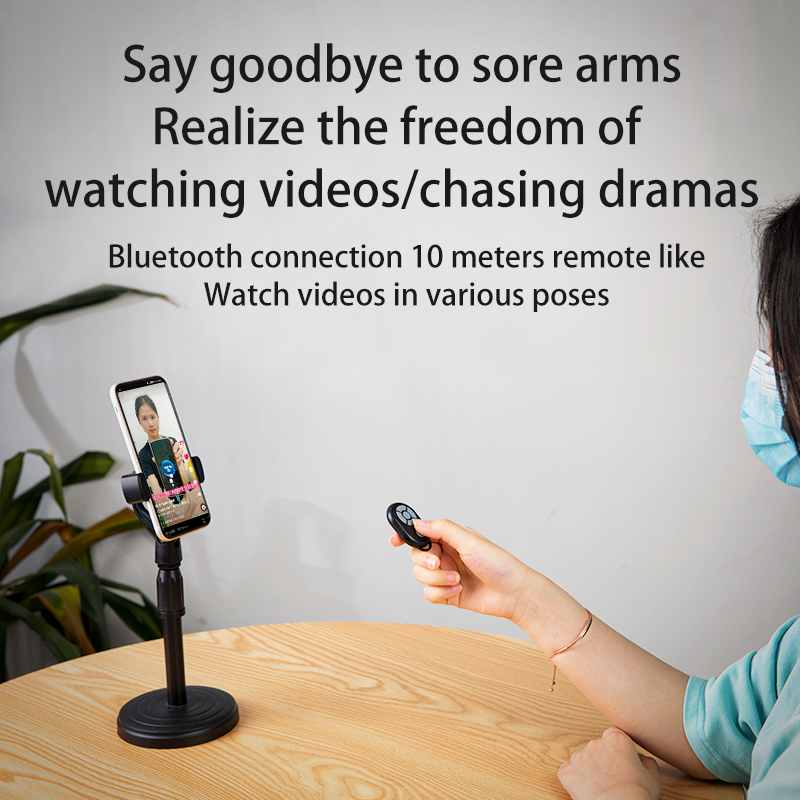 Say goodbye to sore arms
Realize the freedom of
watching videos/chasing dramas
Bluetooth connection 10 meters remote like
Watch videos in various poses